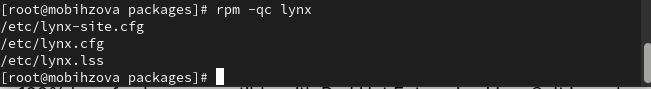 [root@mobihzova packages]# rpm -qc lynx
/etc/lynx-site.cfg
/etc/lynx.cfg
/etc/lynx.lss
[root@mobihzova packages]#